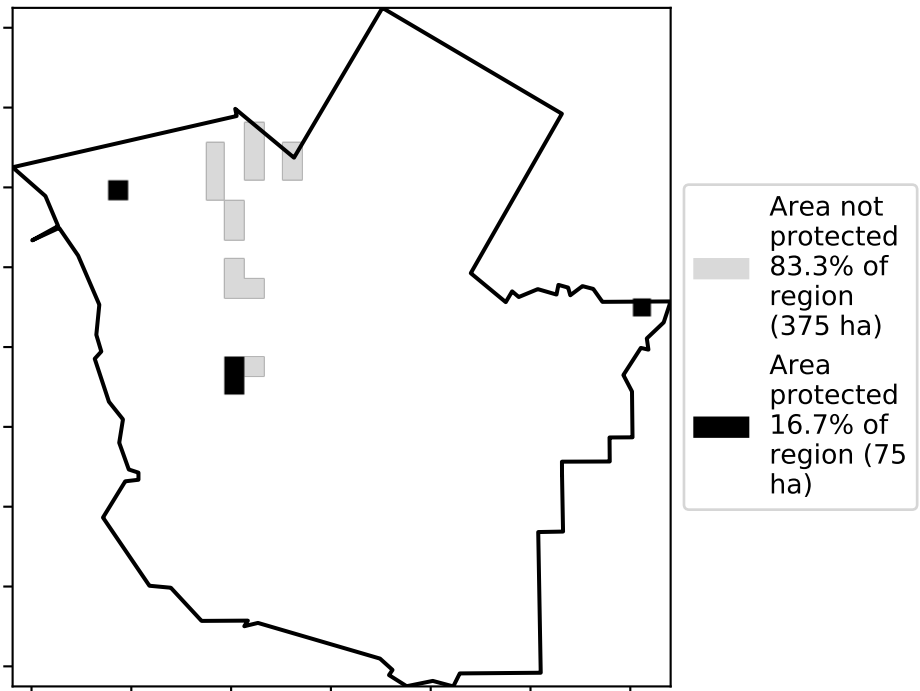 Area not
protected
83.3% of
region
(375 ha)
Area
protected
16.7% of
region (75
ha)